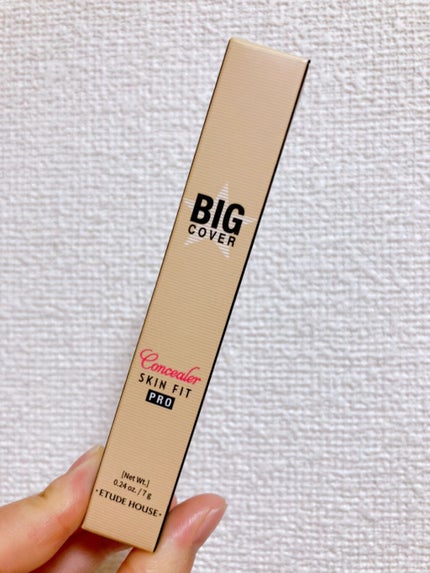 BIG
COVER
Concealer
SKIN FIT
PRO
[Net Wt.]
0.24 oz. / 7 g
·ETUDE HOUSE·